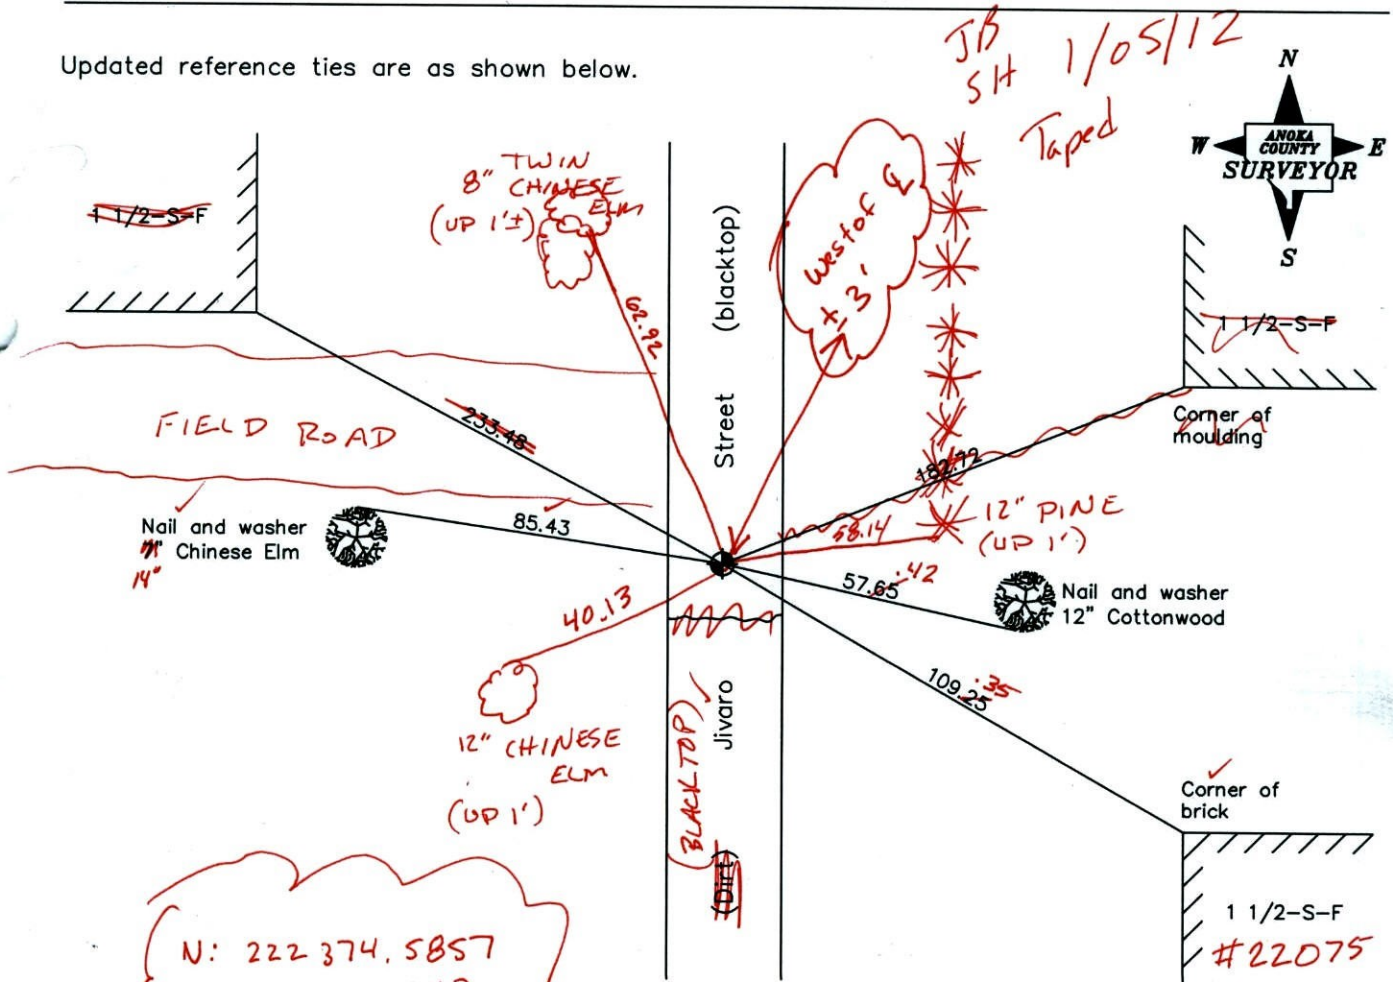 JB
SH 1/05/12
Taped
Updated reference ties are as shown below.
N
W
ANOKA
COUNTY
SURVEYOR
E
S
1 1/2-S-F
8" TWIN
CHINESE
ELM
(UP 1'±)
62.92
(blacktop)
West of ℄
± 3'
1 1/2-S-F
Corner of
moulding
FIELD ROAD
233.48
Street
182.72
58.14
12" PINE
(UP 1')
Nail and washer
7" Chinese Elm
14"
85.43
57.65
.42
Nail and washer
12" Cottonwood
40.13
109.25
.35
12" CHINESE
ELM
(UP 1')
Jivaro
(BLACKTOP)
(Dirt)
Corner of
brick
1 1/2-S-F
#22075
N: 222 374.5857